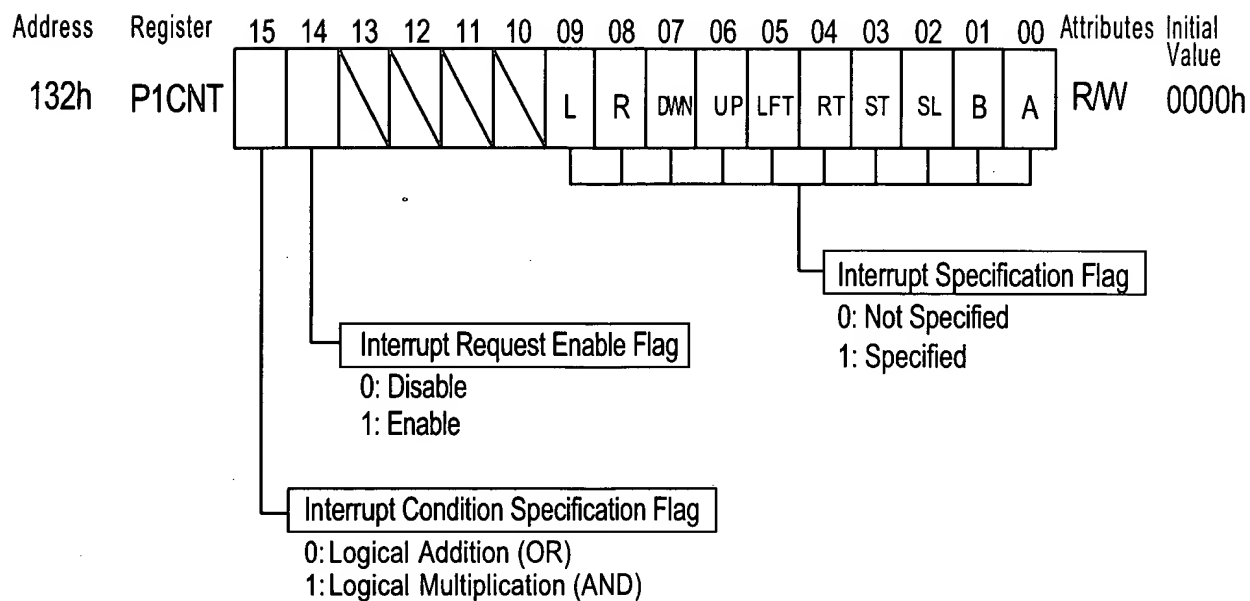 Address Register 15 14 13 12 11 10 09 08 07 06 05 04 03 02 01 00 Attributes Initial Value
132h P1CNT L R DWN UP LFT RT ST SL B A R/W 0000h
Interrupt Specification Flag
0: Not Specified
1: Specified
Interrupt Request Enable Flag
0: Disable
1: Enable
Interrupt Condition Specification Flag
0: Logical Addition (OR)
1: Logical Multiplication (AND)